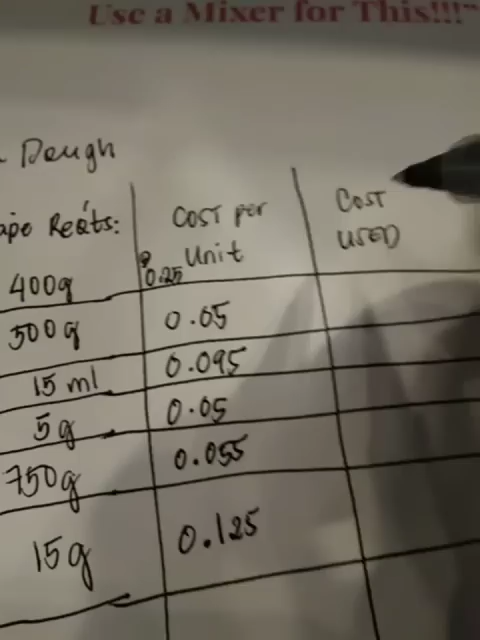 Use a Mixer for This!!!"
Dough
Cost per Unit
Cost USED
400g 0.25
500g 0.05
15 ml 0.095
5g 0.05
750g 0.055
15g 0.125